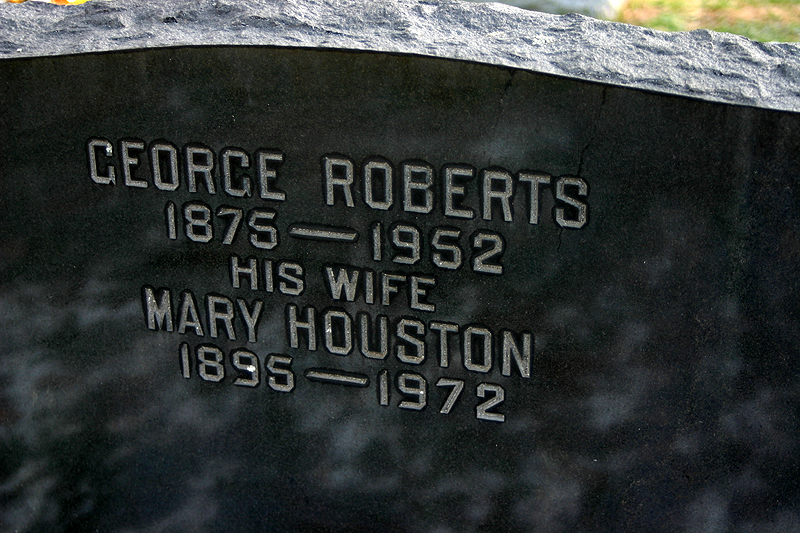 GEORGE ROBERTS
1875 — 1952
HIS WIFE
MARY HOUSTON
1895 — 1972